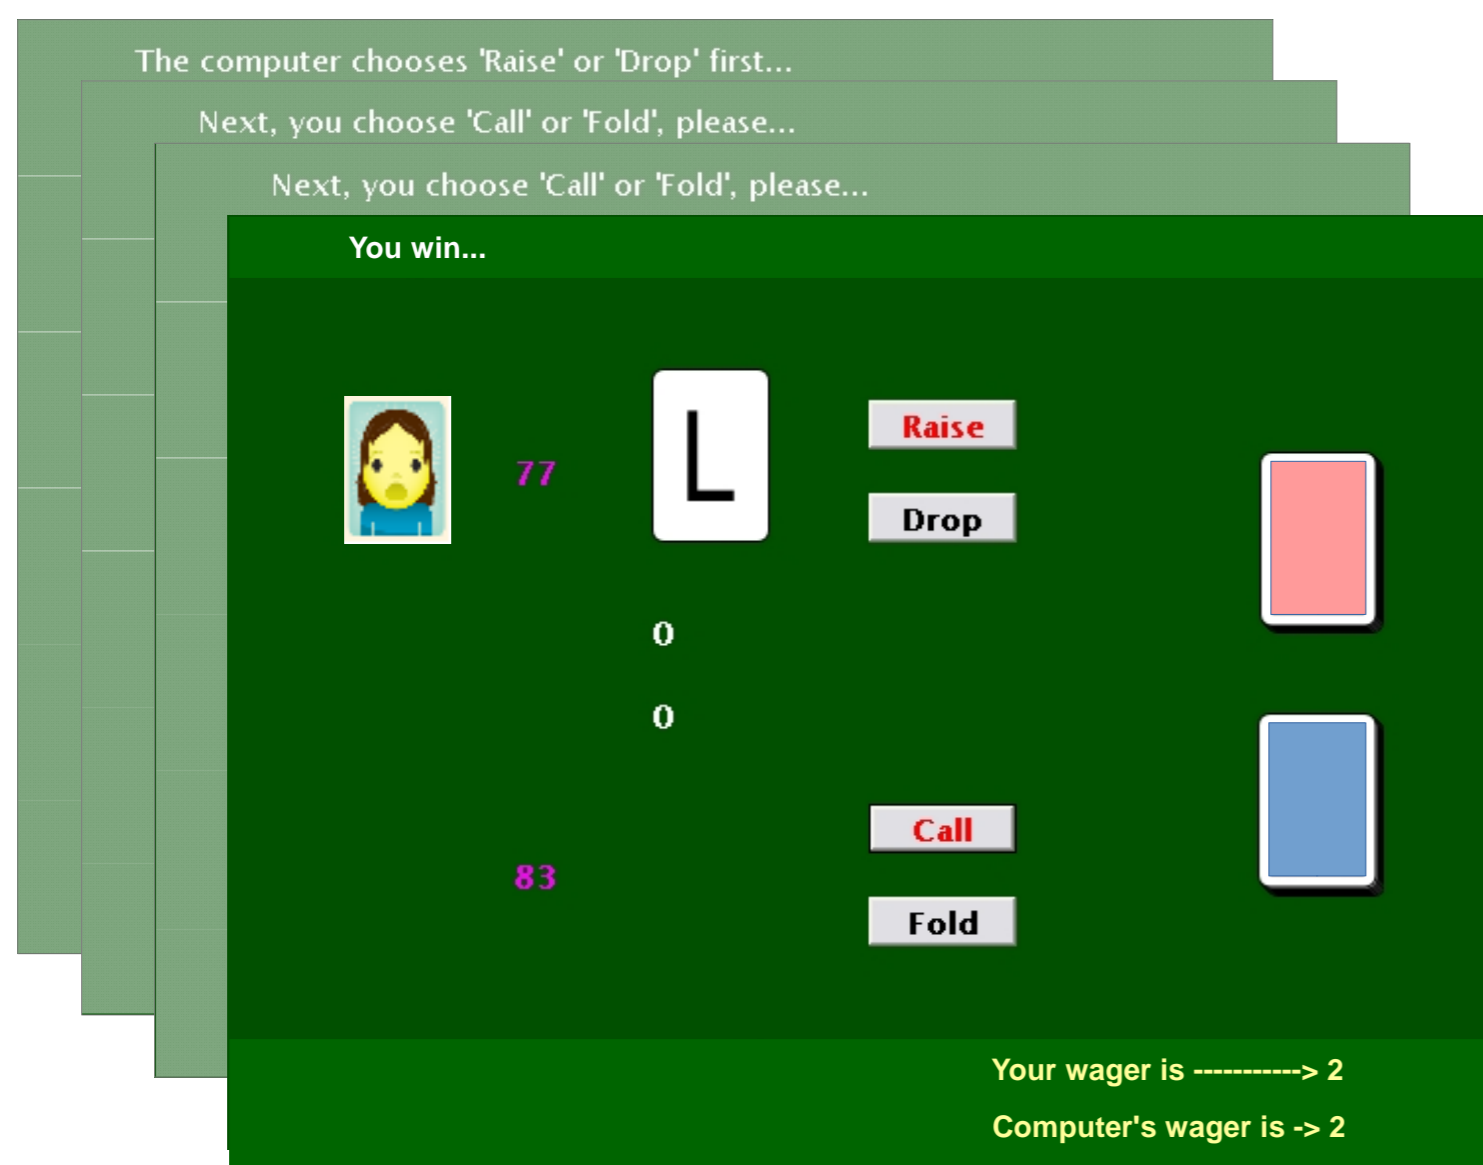 The computer chooses 'Raise' or 'Drop' first...
Next, you choose 'Call' or 'Fold', please...
Next, you choose 'Call' or 'Fold', please...
You win...
L
Raise
77
Drop
0
0
Call
83
Fold
Your wager is -----------> 2
Computer's wager is -> 2